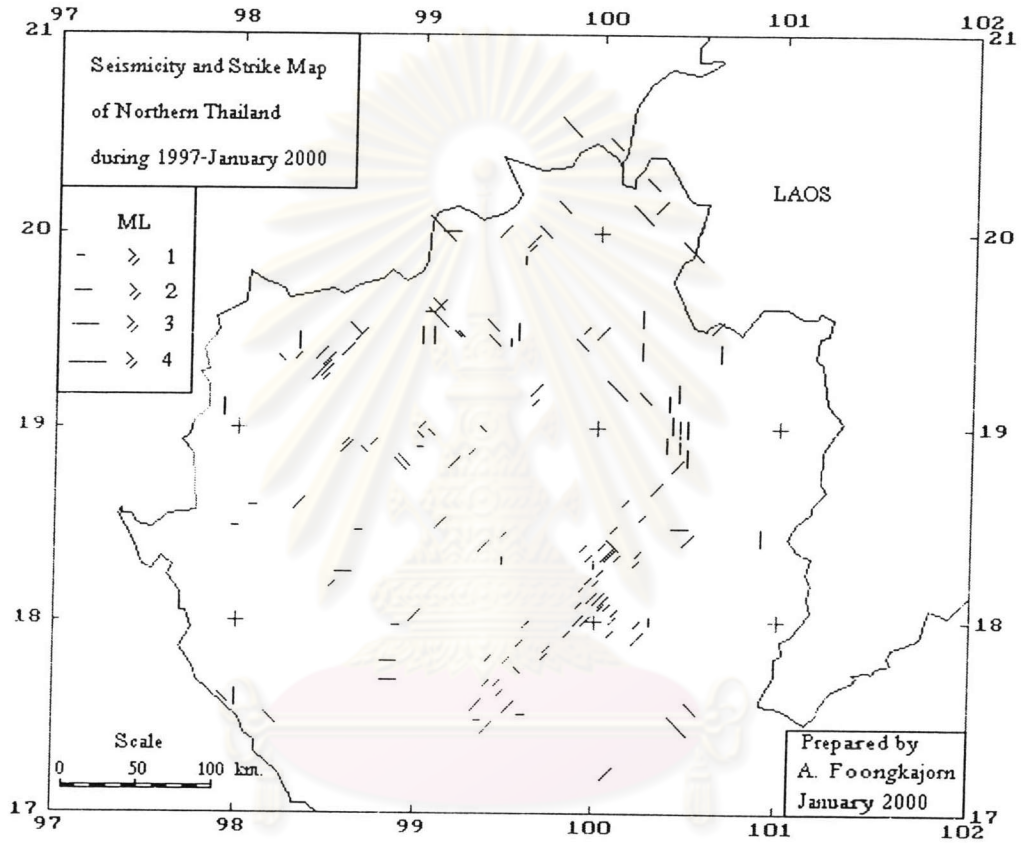 97 98 99 100 101 102
21 21
Seismicity and Strike Map
of Northern Thailand
during 1997-January 2000
LAOS
ML
20 20
- ≥ 1
- ≥ 2
- ≥ 3
- ≥ 4
19 19
18 18
Scale
0 50 100 km.
Prepared by
A. Foongkajorn
January 2000
17 17
97 98 99 100 101 102